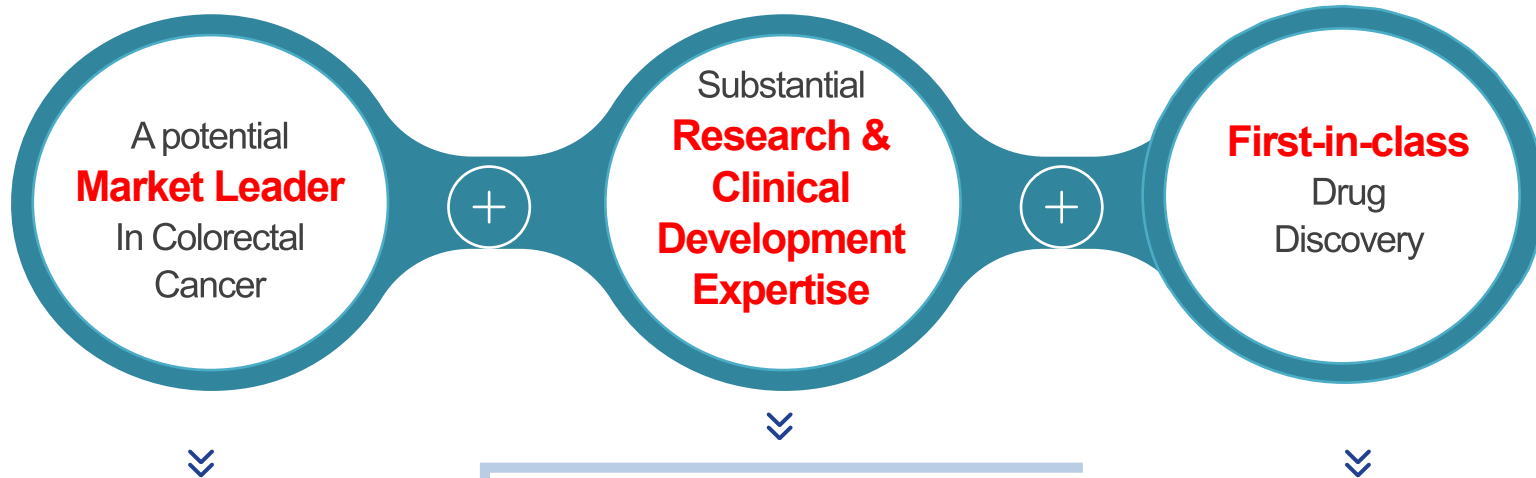 A potential
Market Leader
In Colorectal
Cancer
Substantial
Research &
Clinical
Development
Expertise
First-in-class
Drug
Discovery